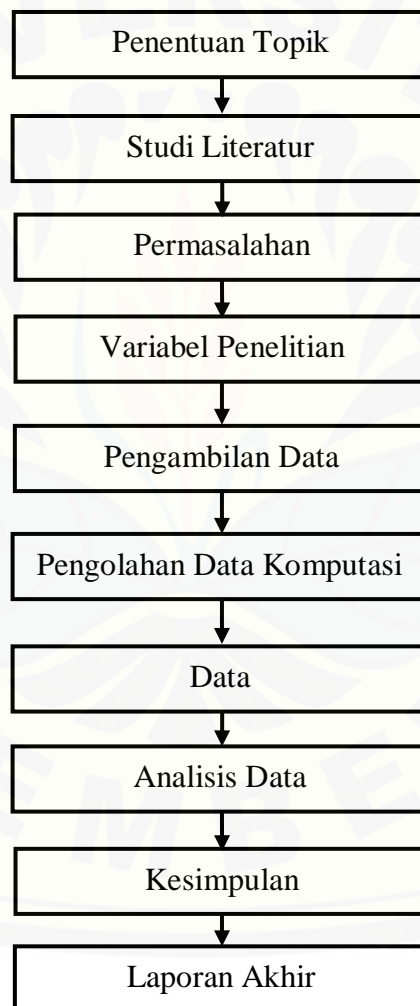 Penentuan Topik
Studi Literatur
Permasalahan
Variabel Penelitian
Pengambilan Data
Pengolahan Data Komputasi
Data
Analisis Data
Kesimpulan
Laporan Akhir